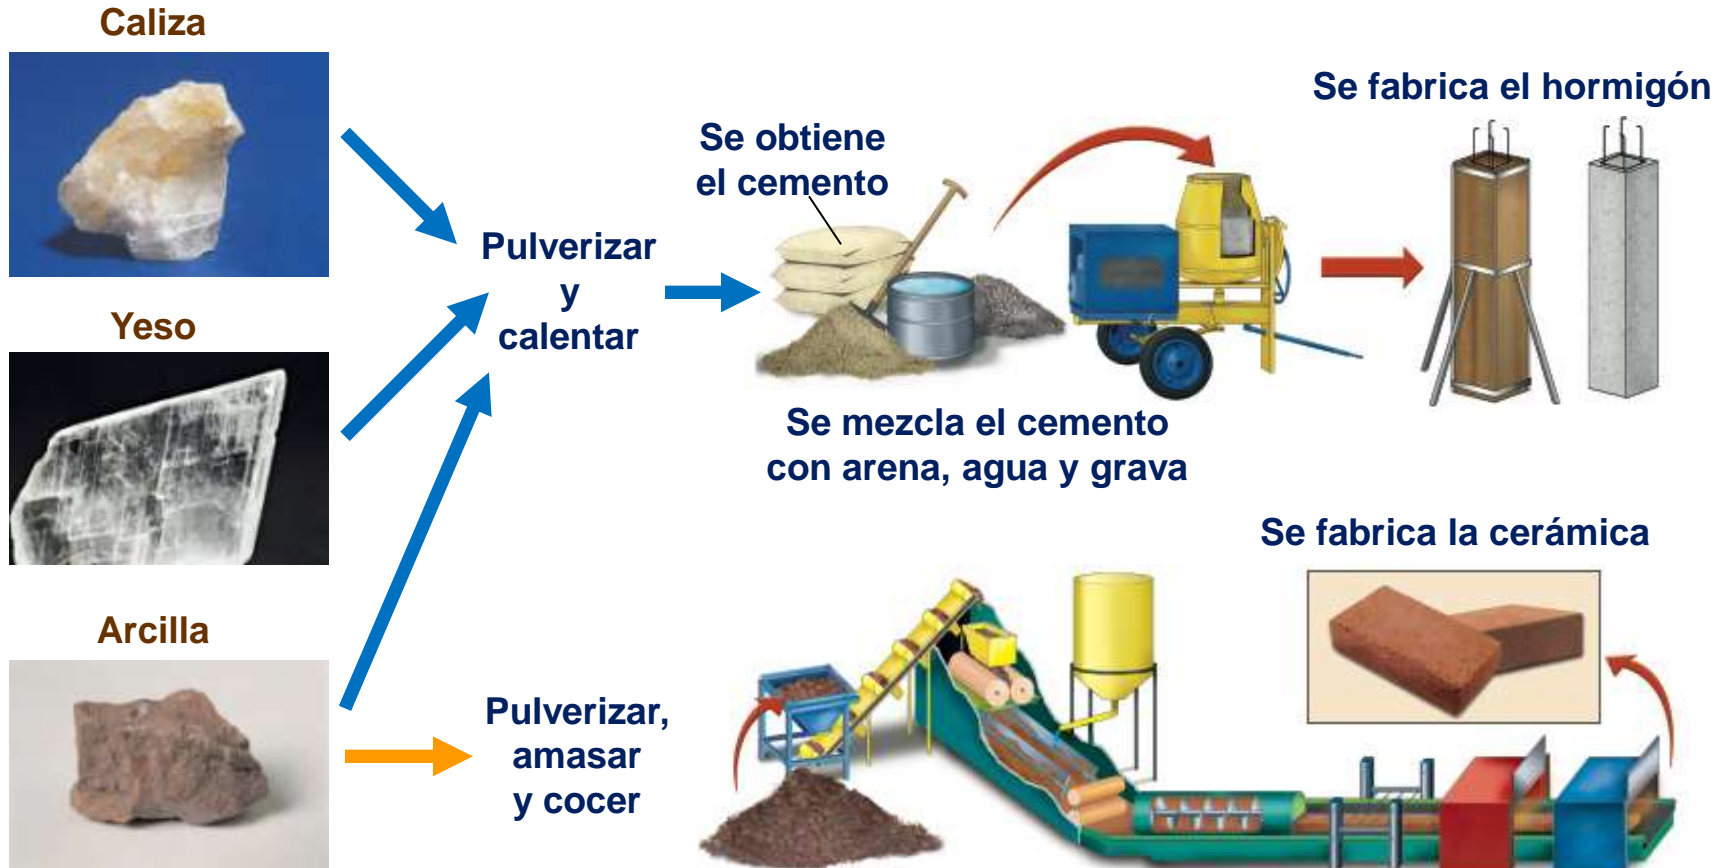 Caliza
Se fabrica el hormigón
Se obtiene
el cemento
Pulverizar
y
calentar
Yeso
Se mezcla el cemento
con arena, agua y grava
Se fabrica la cerámica
Arcilla
Pulverizar,
amasar
y cocer